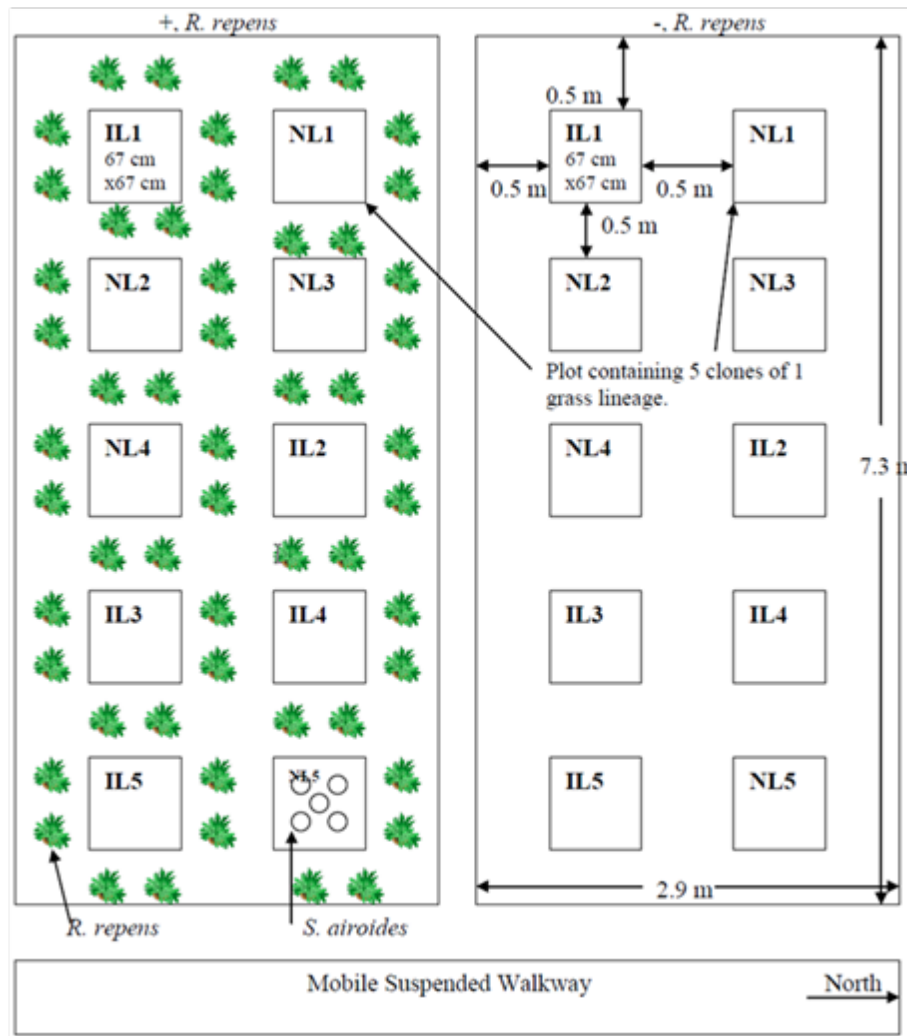 +, R. repens
IL1
67 cm
x67 cm
NL1
NL2
NL3
NL4
IL2
IL3
IL4
IL5
NL5
R. repens
S. airoides
-, R. repens
0.5 m
IL1
67 cm
x67 cm
NL1
0.5 m
0.5 m
0.5 m
NL2
NL3
Plot containing 5 clones of 1
grass lineage.
NL4
IL2
7.3 m
IL3
IL4
IL5
NL5
2.9 m
Mobile Suspended Walkway
North